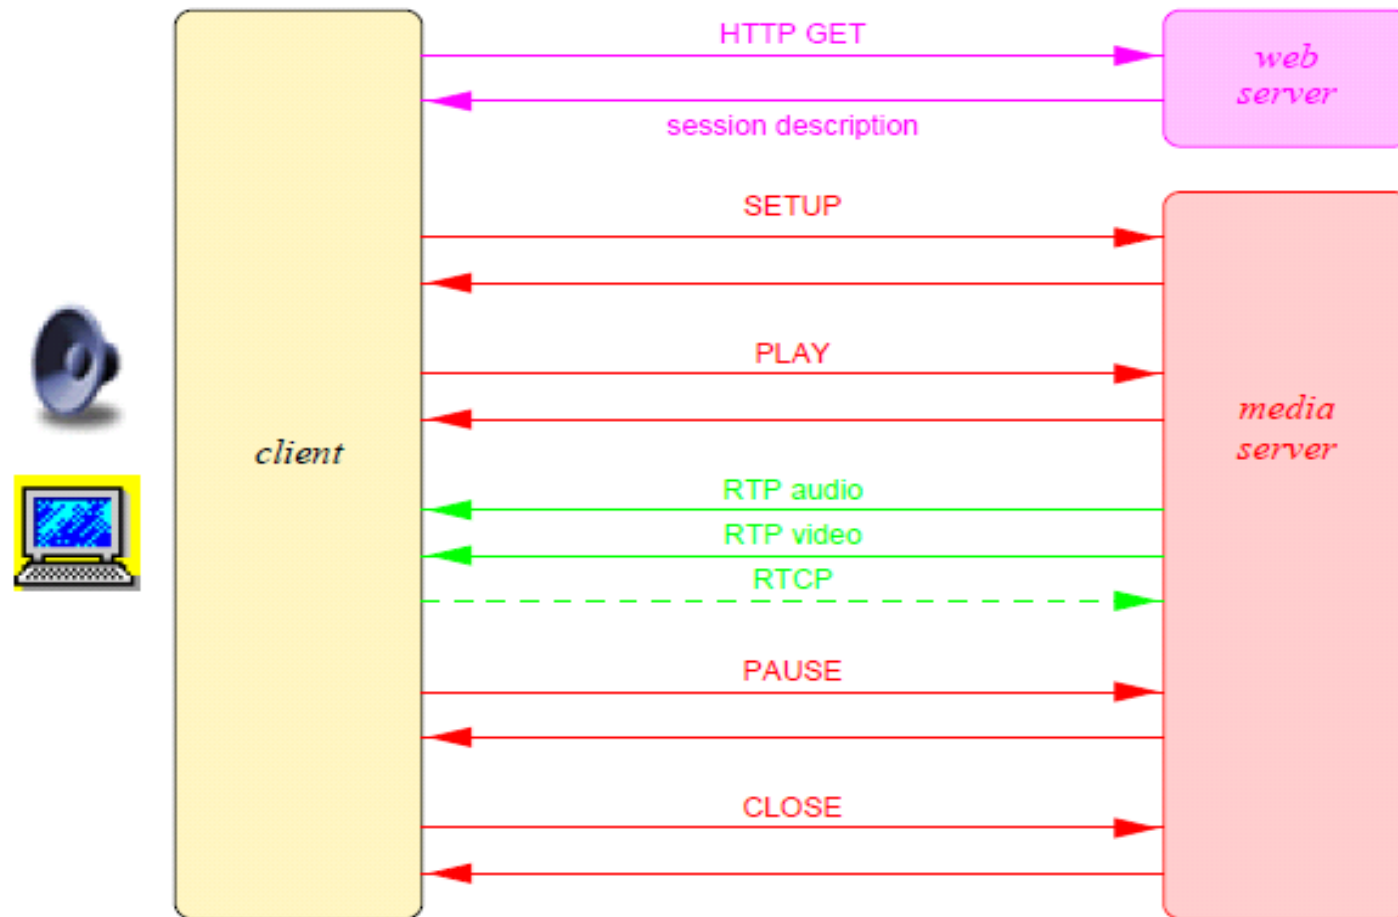 HTTP GET
web
server
session description
SETUP
PLAY
media
server
client
RTP audio
RTP video
RTCP
PAUSE
CLOSE